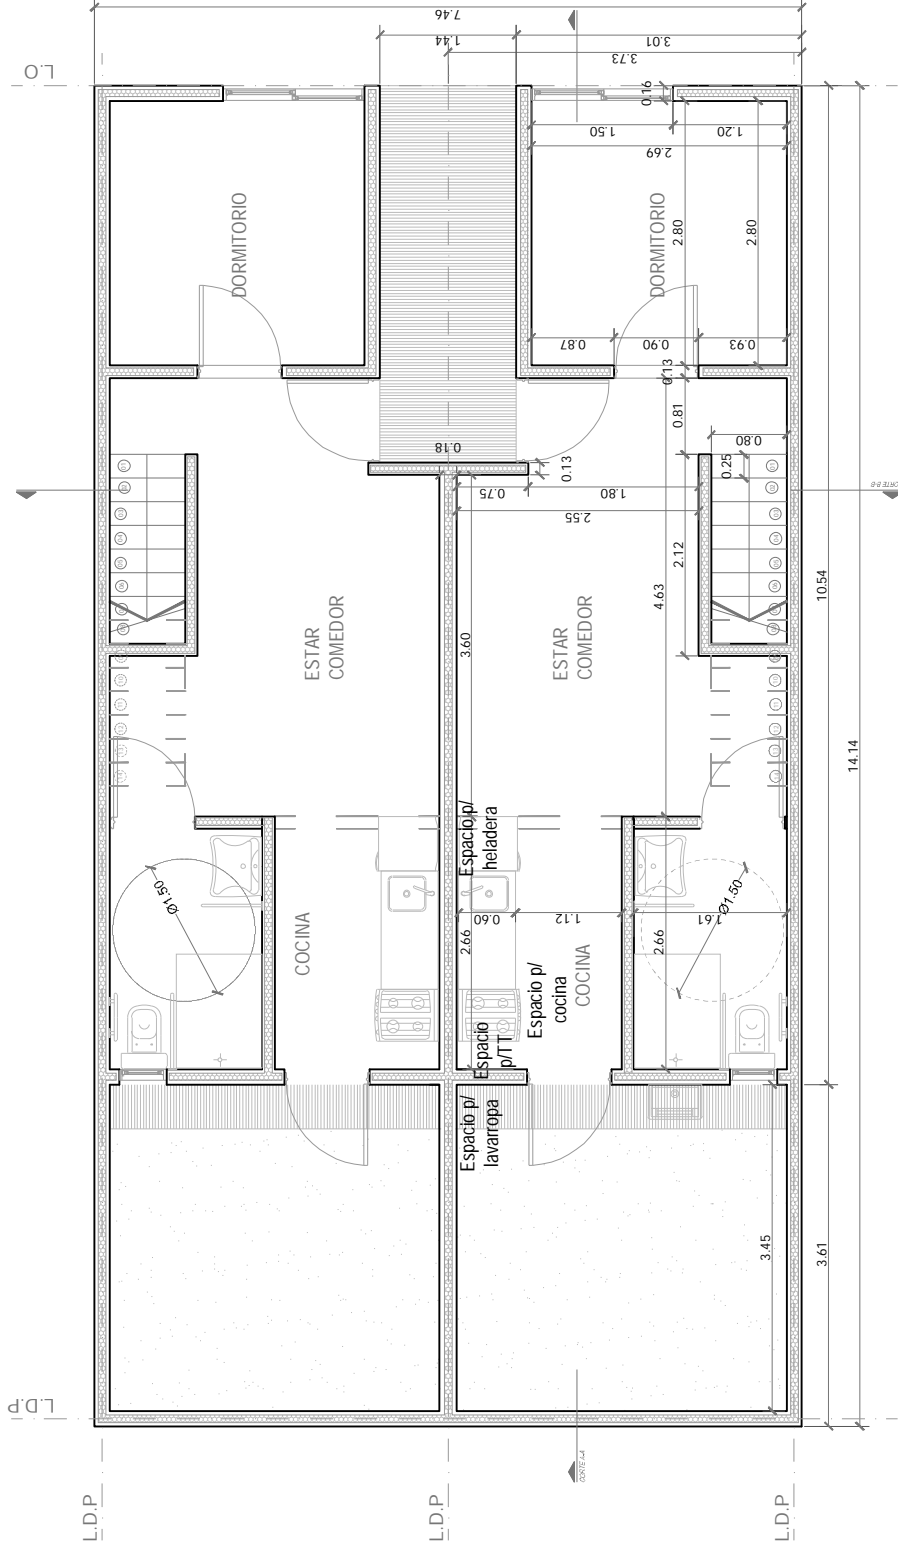 7.46
1.44
3.01
3.73
L.O
0.16
1.50
1.20
2.69
DORMITORIO
DORMITORIO
2.80
2.80
0.87
0.90
0.93
0.13
0.81
0.80
0.18
0.13
0.25
CORTE B-B
0.75
1.80
2.55
2.12
10.54
4.63
3.60
ESTAR
COMEDOR
ESTAR
COMEDOR
14.14
Espacio p/
heladera
Ø1.50
Ø1.50
0.60
1.12
1.61
2.66
2.66
COCINA
COCINA
Espacio p/
cocina
Espacio
p/TT
Espacio p/
lavarropa
3.45
3.61
L.D.P
CORTE A-A
L.D.P
L.D.P
L.D.P